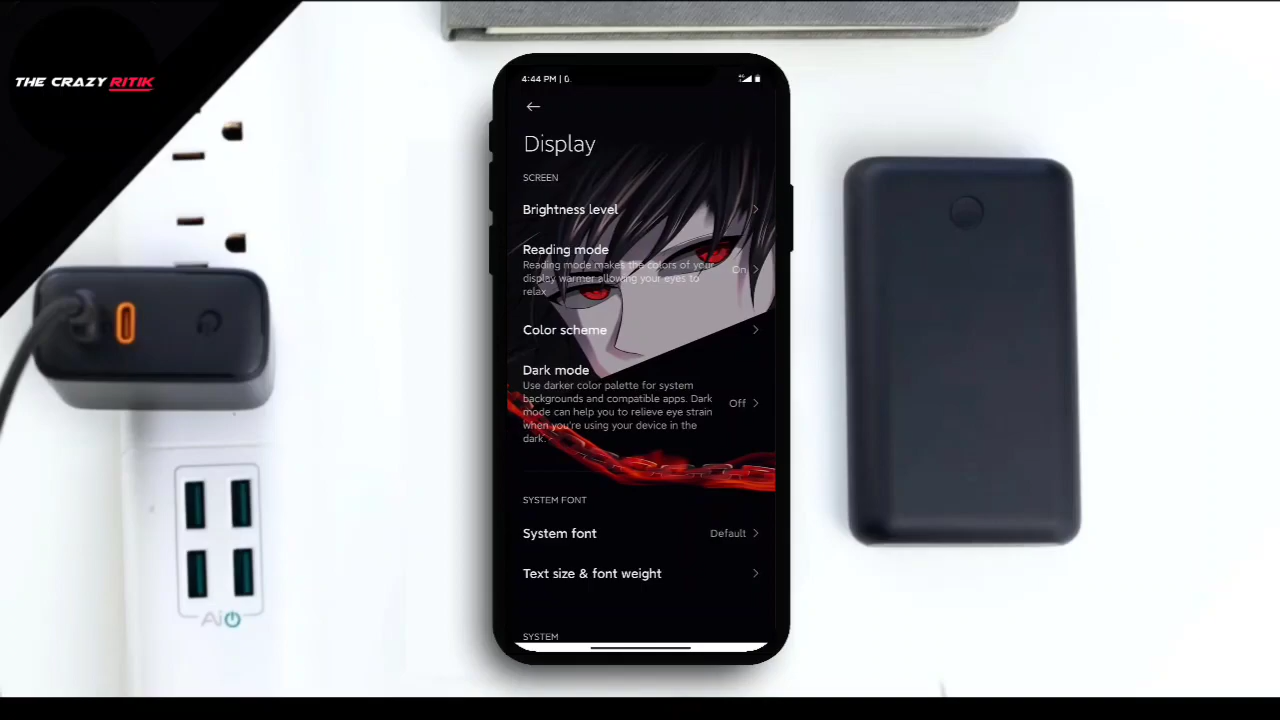 THE CRAZY RITIK
4:44 PM | 0.
Display
SCREEN
Brightness level
Reading mode
Reading mode makes the colors of your
display warmer allowing your eyes to
relax.
On
Color scheme
Dark mode
Use darker color palette for system
backgrounds and compatible apps. Dark
mode can help you to relieve eye strain
when you're using your device in the
dark.
Off
SYSTEM FONT
System font
Default
Text size & font weight
SYSTEM
Ai